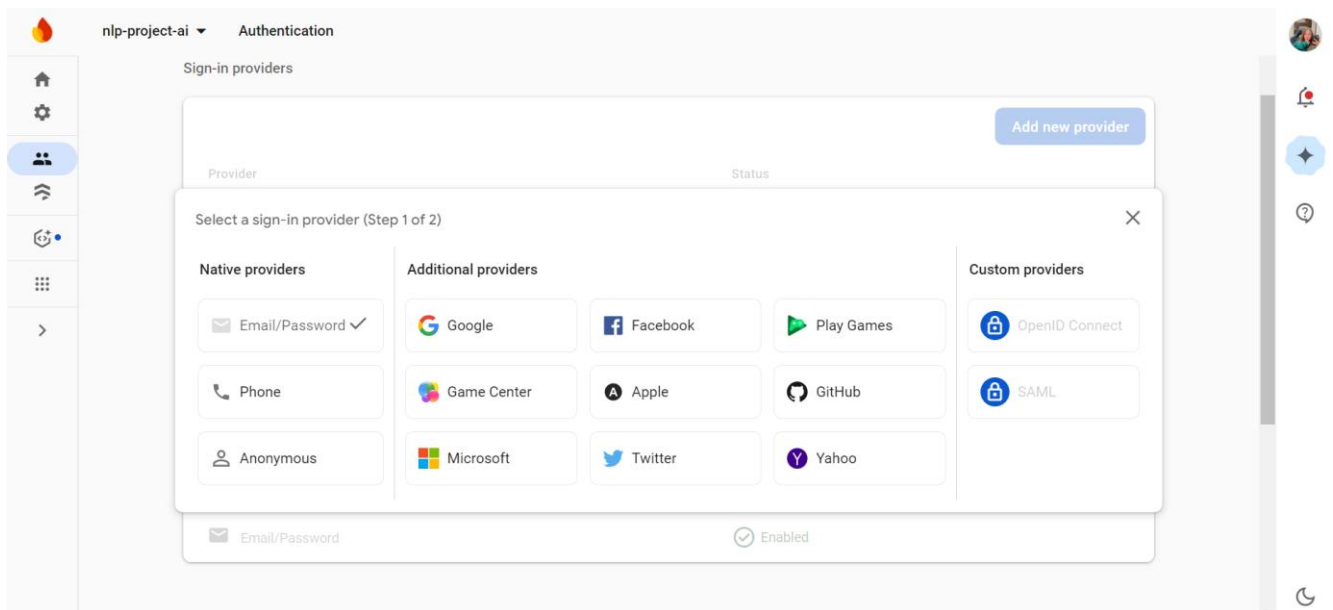 nlp-project-ai Authentication
Sign-in providers
Add new provider
Provider Status
Select a sign-in provider (Step 1 of 2)
Native providers Additional providers Custom providers
Email/Password Google Facebook Play Games OpenID Connect
Phone Game Center Apple GitHub SAML
Anonymous Microsoft Twitter Yahoo
Email/Password Enabled